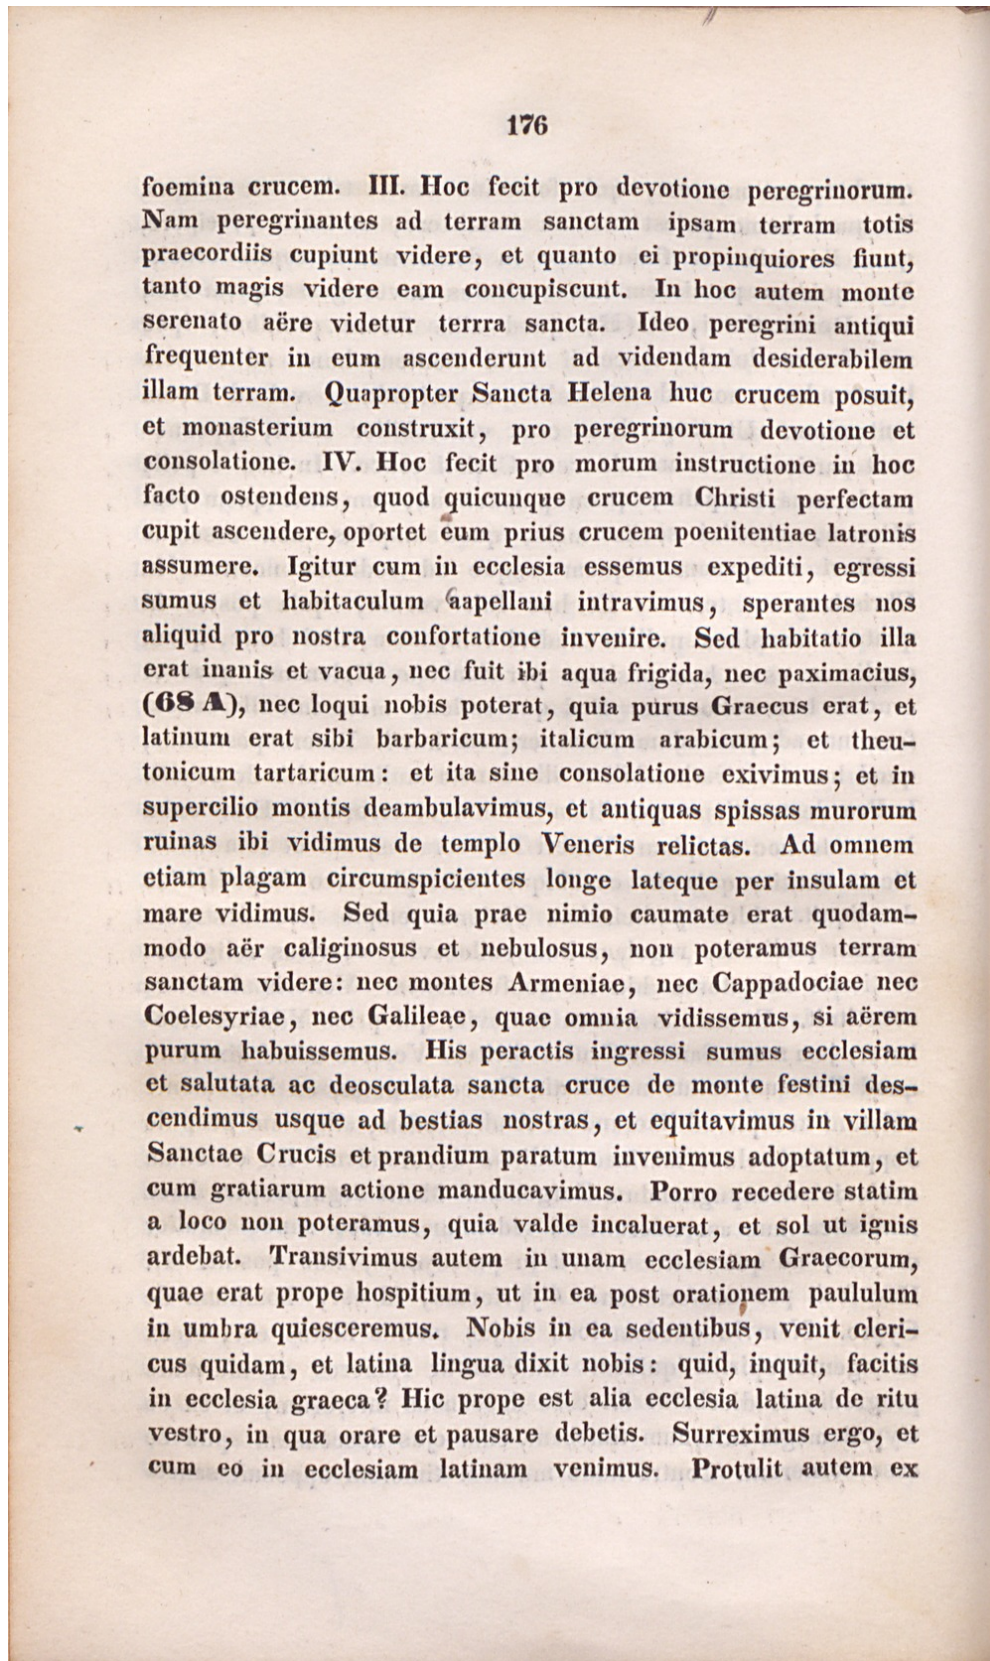 176
foemina crucem. III. Hoc fecit pro devotione peregrinorum.
Nam peregrinantes ad terram sanctam ipsam terram totis
praecordiis cupiunt videre, et quanto ei propinquiores fiunt,
tanto magis videre eam concupiscunt. In hoc autem monte
serenato aëre videtur terrra sancta. Ideo peregrini antiqui
frequenter in eum ascenderunt ad videndam desiderabilem
illam terram. Quapropter Sancta Helena huc crucem posuit,
et monasterium construxit, pro peregrinorum devotione et
consolatione. IV. Hoc fecit pro morum instructione in hoc
facto ostendens, quod quicunque crucem Christi perfectam
cupit ascendere, oportet eum prius crucem poenitentiae latronis
assumere. Igitur cum in ecclesia essemus expediti, egressi
sumus et habitaculum aapellani intravimus, sperantes nos
aliquid pro nostra confortatione invenire. Sed habitatio illa
erat inanis et vacua, nec fuit ibi aqua frigida, nec paximacius,
(68 A), nec loqui nobis poterat, quia purus Graecus erat, et
latinum erat sibi barbaricum; italicum arabicum; et theu-
tonicum tartaricum: et ita sine consolatione exivimus; et in
supercilio montis deambulavimus, et antiquas spissas murorum
ruinas ibi vidimus de templo Veneris relictas. Ad omnem
etiam plagam circumspicientes longe lateque per insulam et
mare vidimus. Sed quia prae nimio caumate erat quodam-
modo aër caliginosus et nebulosus, non poteramus terram
sanctam videre: nec montes Armeniae, nec Cappadociae nec
Coelesyriae, nec Galileae, quae omnia vidissemus, si aërem
purum habuissemus. His peractis ingressi sumus ecclesiam
et salutata ac deosculata sancta cruce de monte festini des-
cendimus usque ad bestias nostras, et equitavimus in villam
Sanctae Crucis et prandium paratum invenimus adoptatum, et
cum gratiarum actione manducavimus. Porro recedere statim
a loco non poteramus, quia valde incaluerat, et sol ut ignis
ardebat. Transivimus autem in unam ecclesiam Graecorum,
quae erat prope hospitium, ut in ea post orationem paululum
in umbra quiesceremus. Nobis in ea sedentibus, venit cleri-
cus quidam, et latina lingua dixit nobis: quid, inquit, facitis
in ecclesia graeca? Hic prope est alia ecclesia latina de ritu
vestro, in qua orare et pausare debetis. Surreximus ergo, et
cum eo in ecclesiam latinam venimus. Protulit autem ex